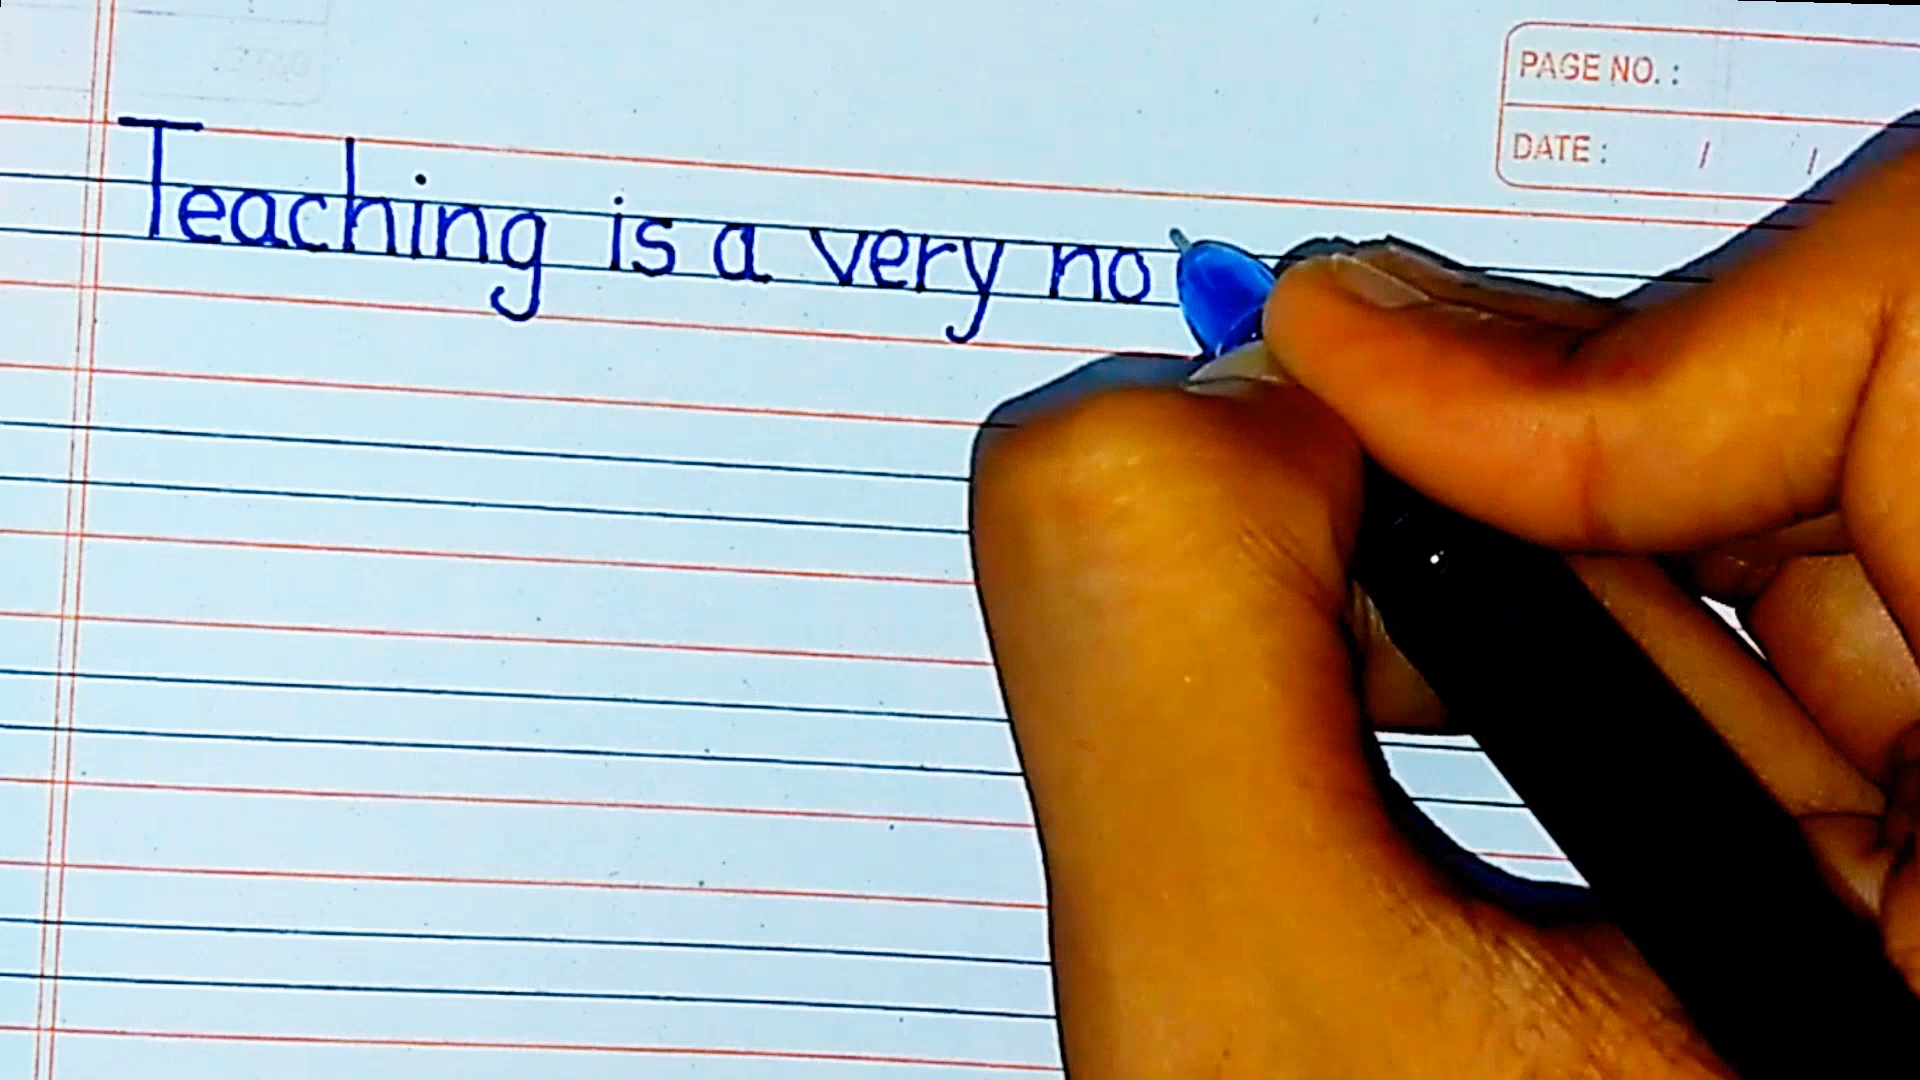 PAGE NO. :
DATE : / /
Teaching is a very no